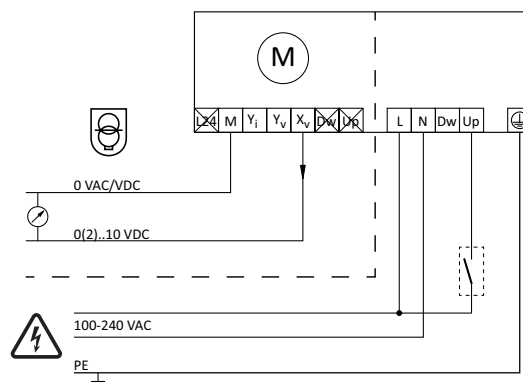 M
L24 M Yi Yv Xv Dw Up L N Dw Up
0 VAC/VDC
0(2)..10 VDC
100-240 VAC
PE